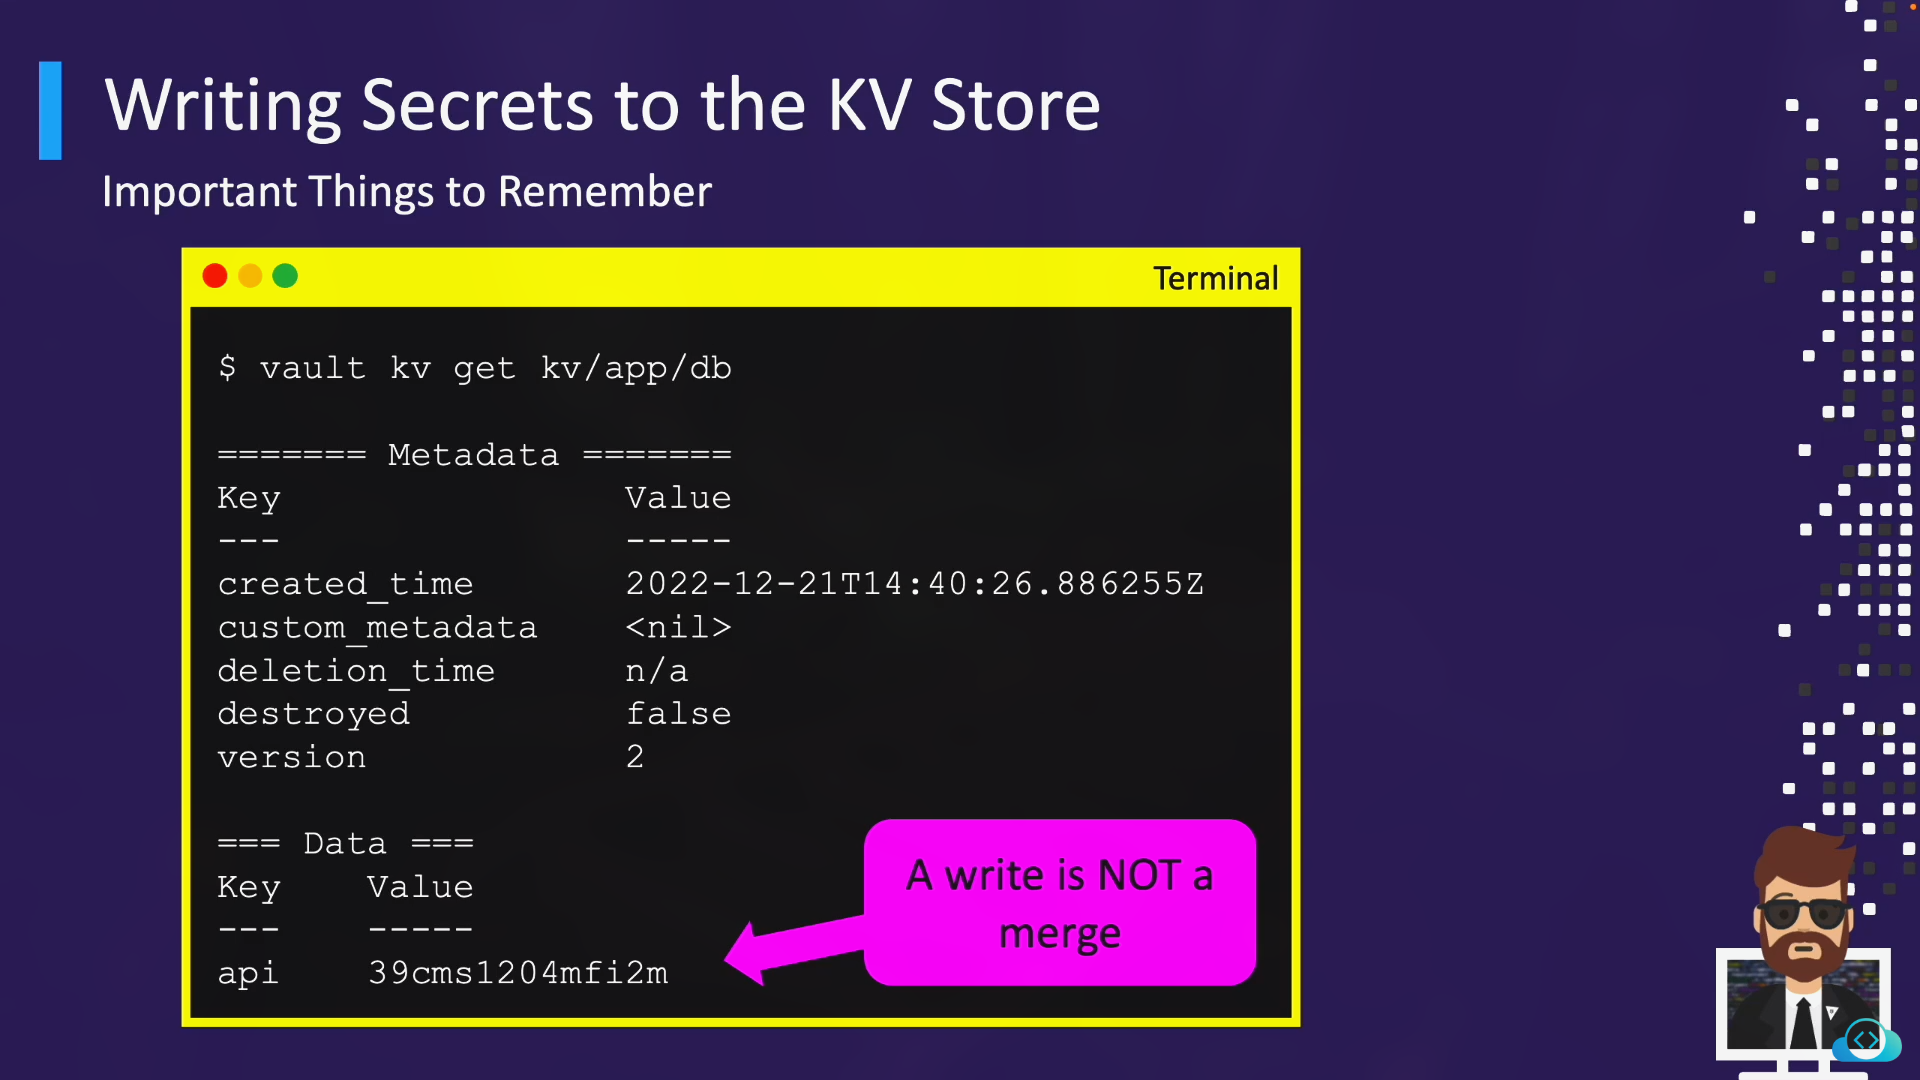 Writing Secrets to the KV Store
Important Things to Remember
Terminal
$ vault kv get kv/app/db
======= Metadata =======
Key Value
--- -----
created_time 2022-12-21T14:40:26.886255Z
custom_metadata <nil>
deletion_time n/a
destroyed false
version 2
=== Data ===
Key Value
--- -----
api 39cms1204mfi2m
A write is NOT a
merge